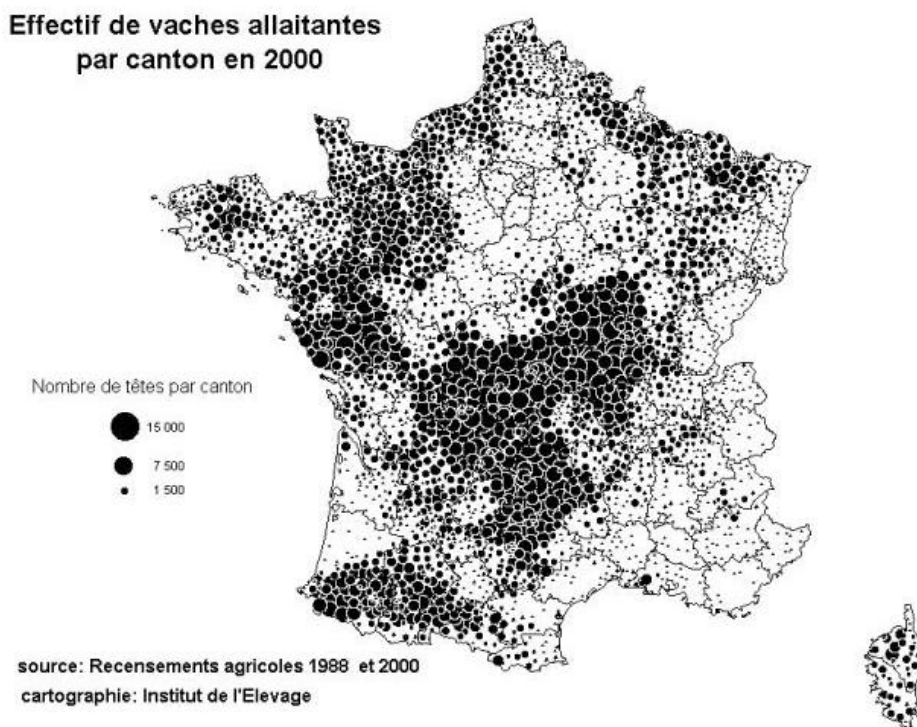 Effectif de vaches allaitantes
par canton en 2000
Nombre de têtes par canton
15 000
7 500
1 500
source: Recensements agricoles 1988 et 2000
cartographie: Institut de l'Elevage